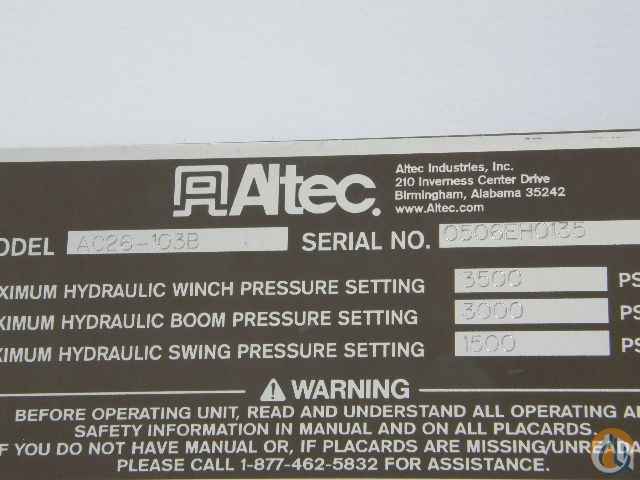 Altec.
Altec Industries, Inc.
210 Inverness Center Drive
Birmingham, Alabama 35242
www.Altec.com
MODEL AC26-103B SERIAL NO. 0506EH0135
XIMUM HYDRAULIC WINCH PRESSURE SETTING 3500 PS
XIMUM HYDRAULIC BOOM PRESSURE SETTING 3000 PS
XIMUM HYDRAULIC SWING PRESSURE SETTING 1500 PS
WARNING
BEFORE OPERATING UNIT, READ AND UNDERSTAND ALL OPERATING A
SAFETY INFORMATION IN MANUAL AND ON ALL PLACARDS.
F YOU DO NOT HAVE MANUAL OR, IF PLACARDS ARE MISSING/UNREADA
PLEASE CALL 1-877-462-5832 FOR ASSISTANCE.